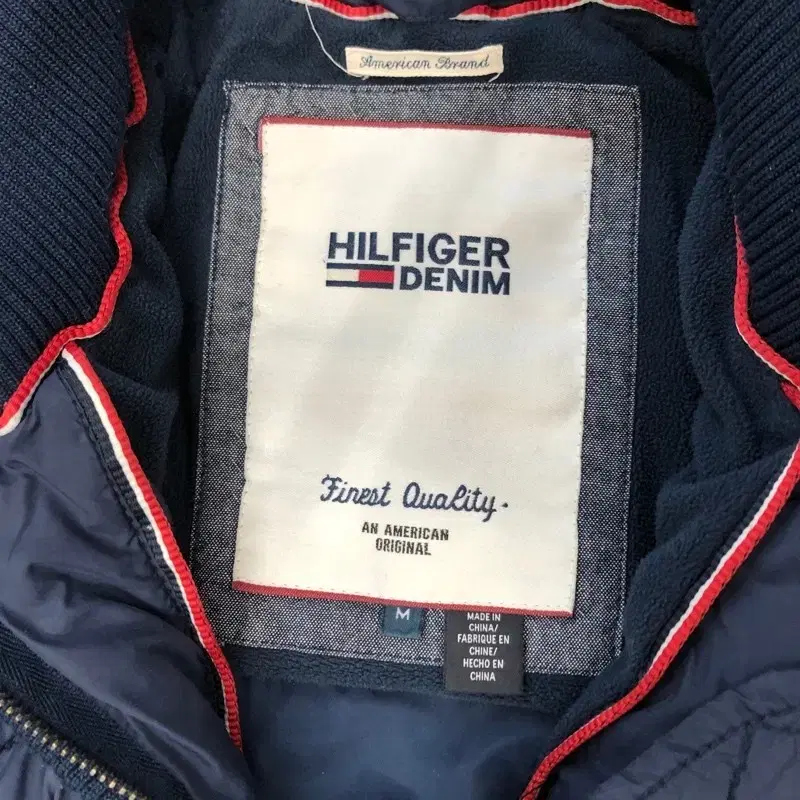 American Brand
HILFIGER
DENIM
Finest Quality.
AN AMERICAN
ORIGINAL
M
MADE IN
CHINA/
FABRIQUE EN
CHINE/
HECHO EN
CHINA